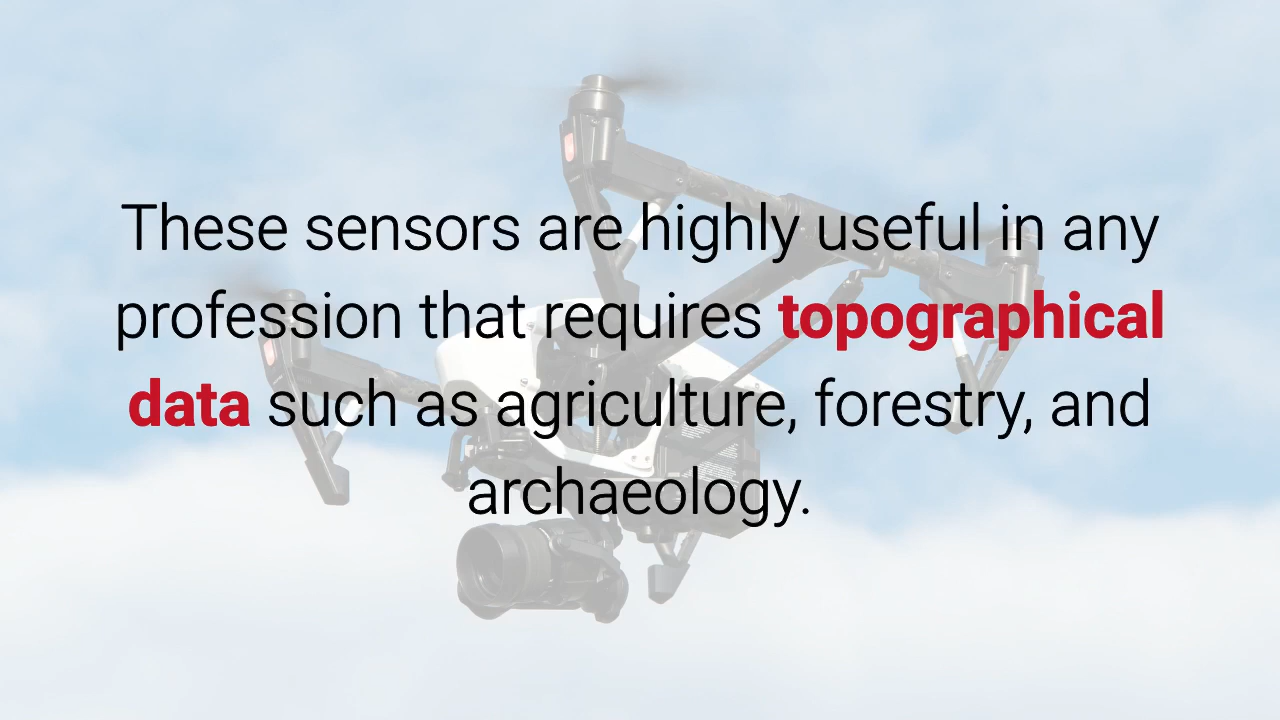 These sensors are highly useful in any
profession that requires topographical
data such as agriculture, forestry, and
archaeology.